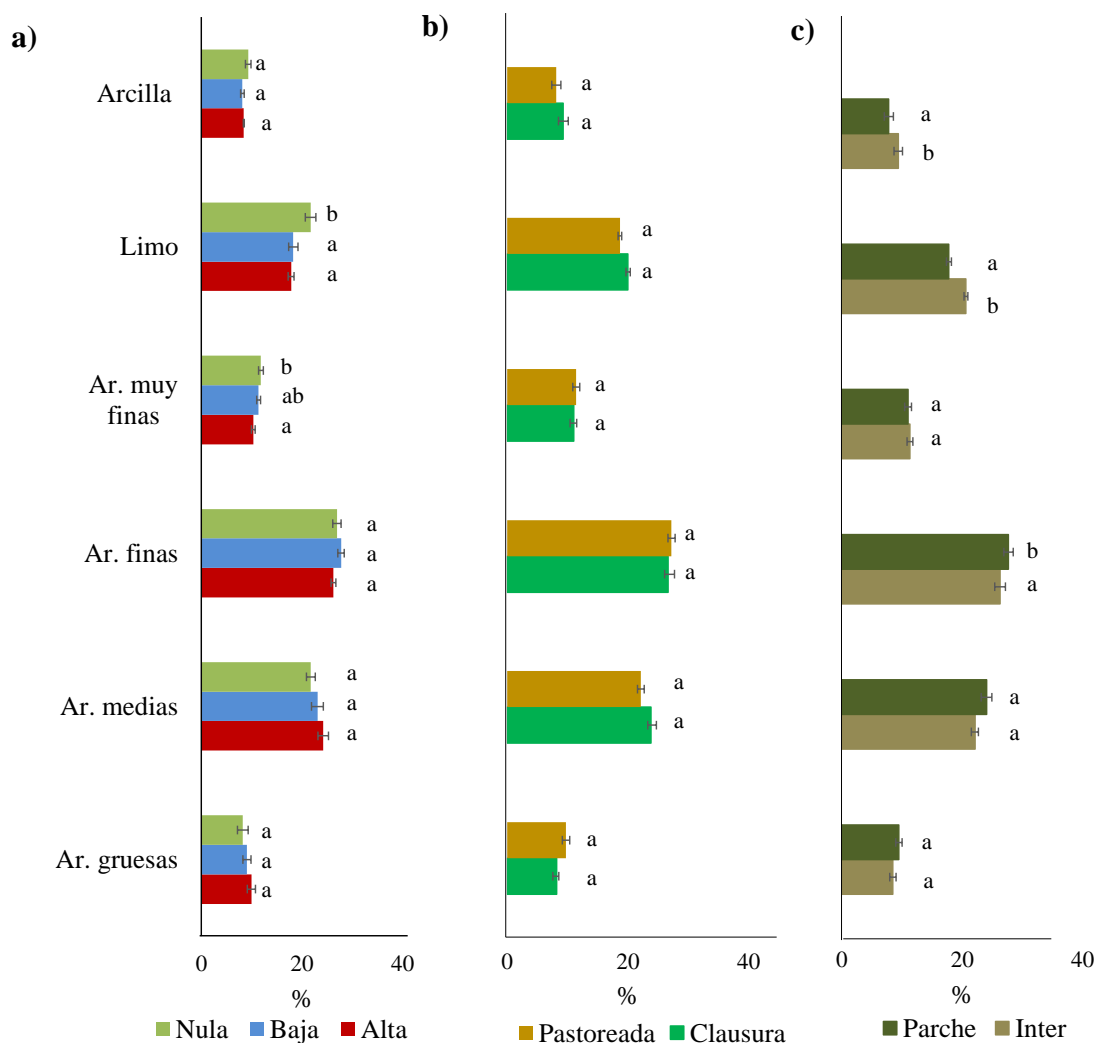 a)
Arcilla
a
a
a
Limo
b
a
a
Ar. muy
finas
b
ab
a
Ar. finas
a
a
a
Ar. medias
a
a
a
Ar. gruesas
a
a
a
0 20 40
%
Nula Baja Alta
b)
a
a
a
a
a
a
a
a
a
a
a
a
0 20 40
%
Pastoreada Clausura
c)
a
b
a
b
a
a
b
a
a
a
a
a
0 20 40
%
Parche Inter